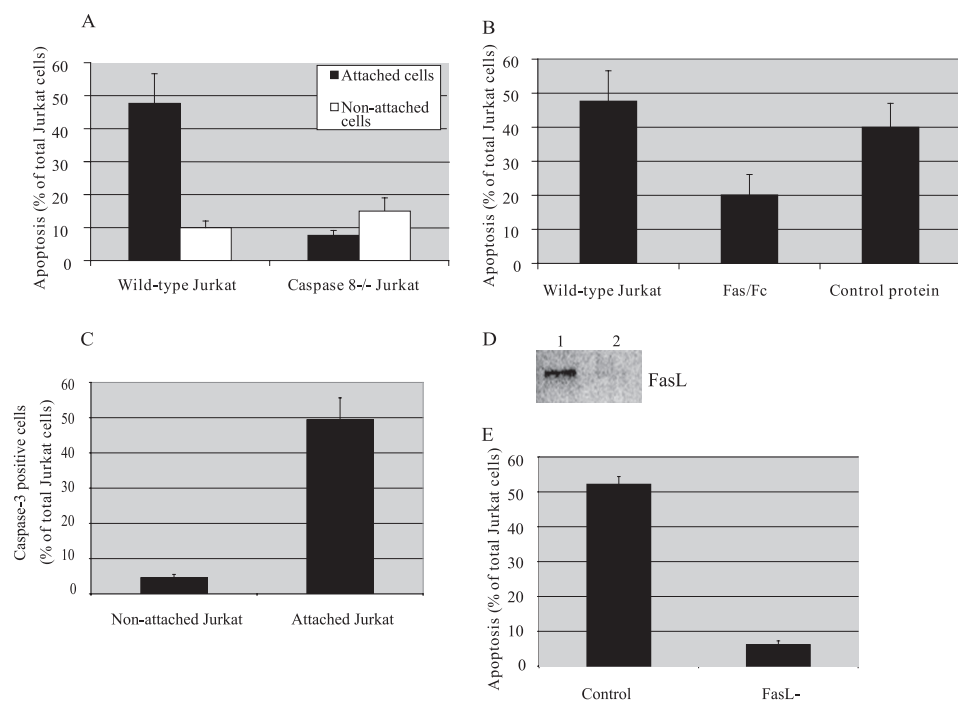 A
Apoptosis (% of total Jurkat cells)
60
50
40
30
20
10
0
Attached cells
Non-attached
cells
Wild-type Jurkat
Caspase 8-/- Jurkat
B
Apoptosis (% of total Jurkat cells)
60
50
40
30
20
10
0
Wild-type Jurkat
Fas/Fc
Control protein
C
Caspase-3 positive cells
(% of total Jurkat cells)
60
50
40
30
20
10
0
Non-attached Jurkat
Attached Jurkat
D
1
2
FasL
E
Apoptosis (% of total Jurkat cells)
60
50
40
30
20
10
0
Control
FasL-